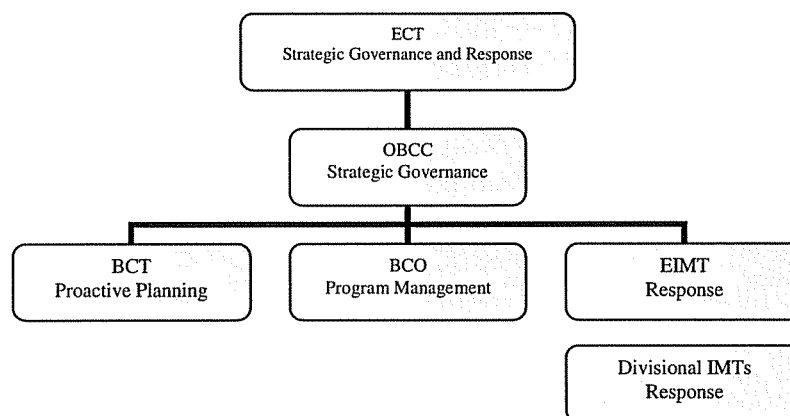 ECT
Strategic Governance and Response
OBCC
Strategic Governance
BCT
Proactive Planning
BCO
Program Management
EIMT
Response
Divisional IMTs
Response